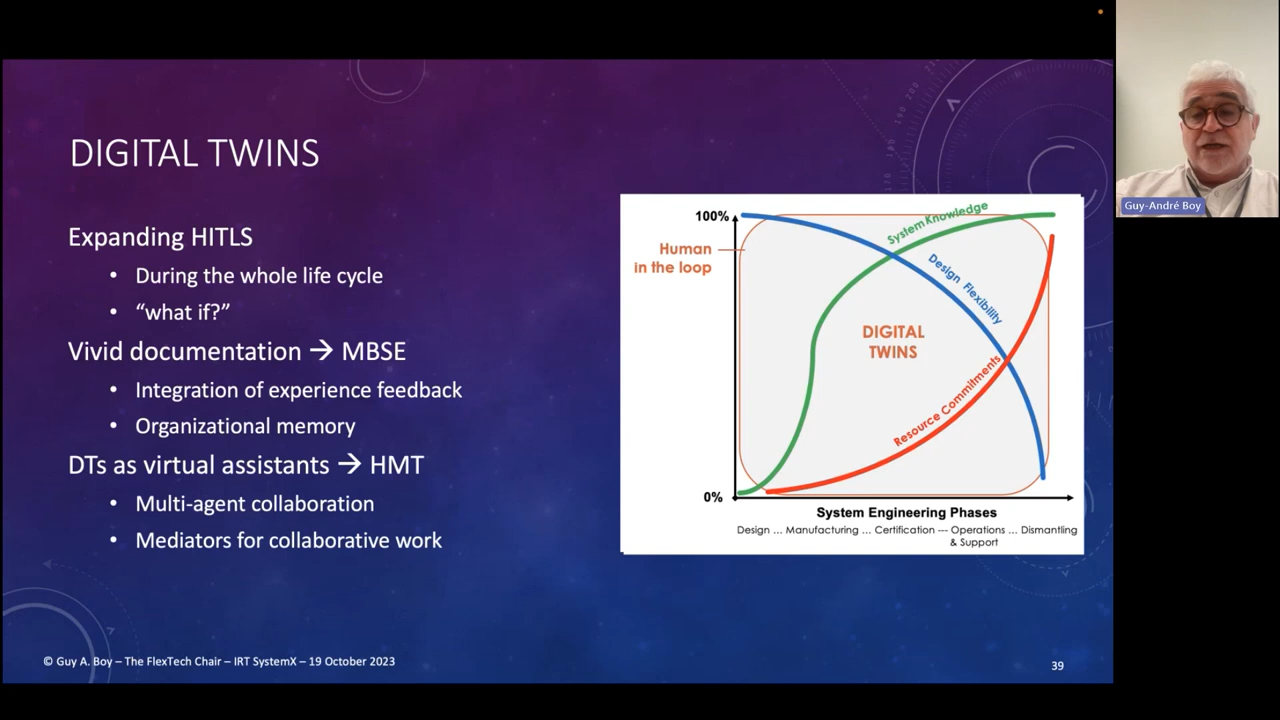 DIGITAL TWINS
Expanding HITLS
• During the whole life cycle
• “what if?”
Vivid documentation → MBSE
• Integration of experience feedback
• Organizational memory
DTs as virtual assistants → HMT
• Multi-agent collaboration
• Mediators for collaborative work
100%
Human
in the loop
System Knowledge
Design Flexibility
DIGITAL
TWINS
Resource Commitments
0%
System Engineering Phases
Design ... Manufacturing ... Certification --- Operations ... Dismantling
& Support
© Guy A. Boy – The FlexTech Chair – IRT SystemX – 19 October 2023
39
Guy-André Boy